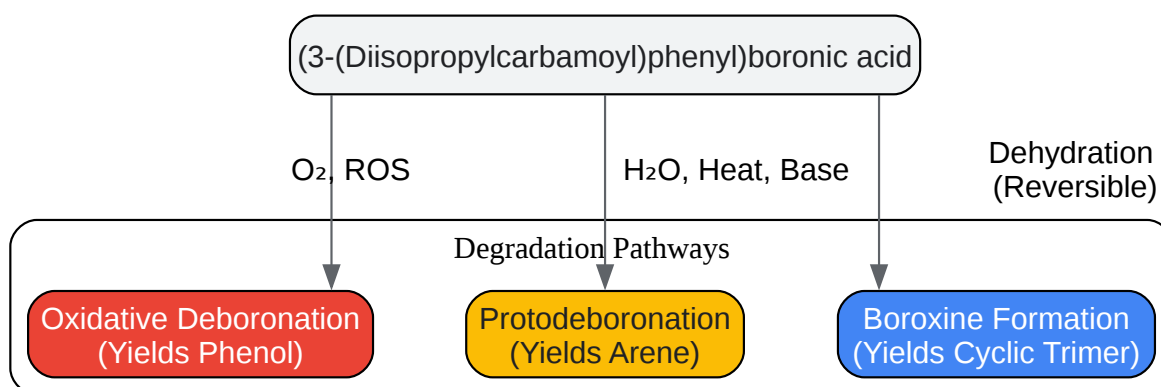 (3-(Diisopropylcarbamoyl)phenyl)boronic acid
O₂, ROS
H₂O, Heat, Base
Dehydration
(Reversible)
Degradation Pathways
Oxidative Deboronation
(Yields Phenol)
Protodeboronation
(Yields Arene)
Boroxine Formation
(Yields Cyclic Trimer)